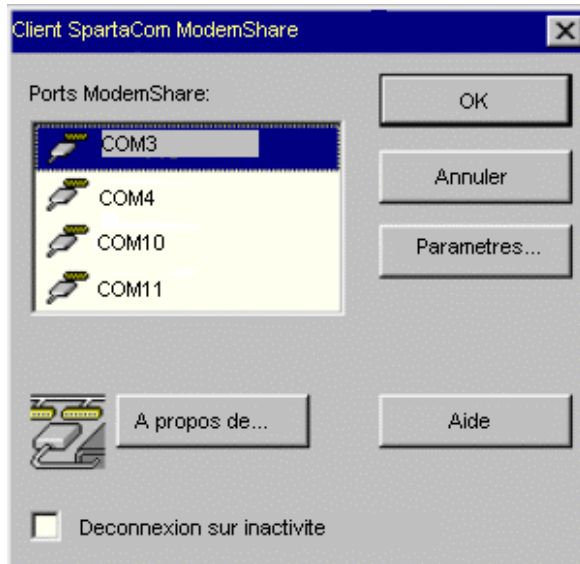 Client SpartaCom ModemShare
Ports ModemShare:
COM3
COM4
COM10
COM11
OK
Annuler
Parametres...
A propos de...
Aide
Deconnexion sur inactivite